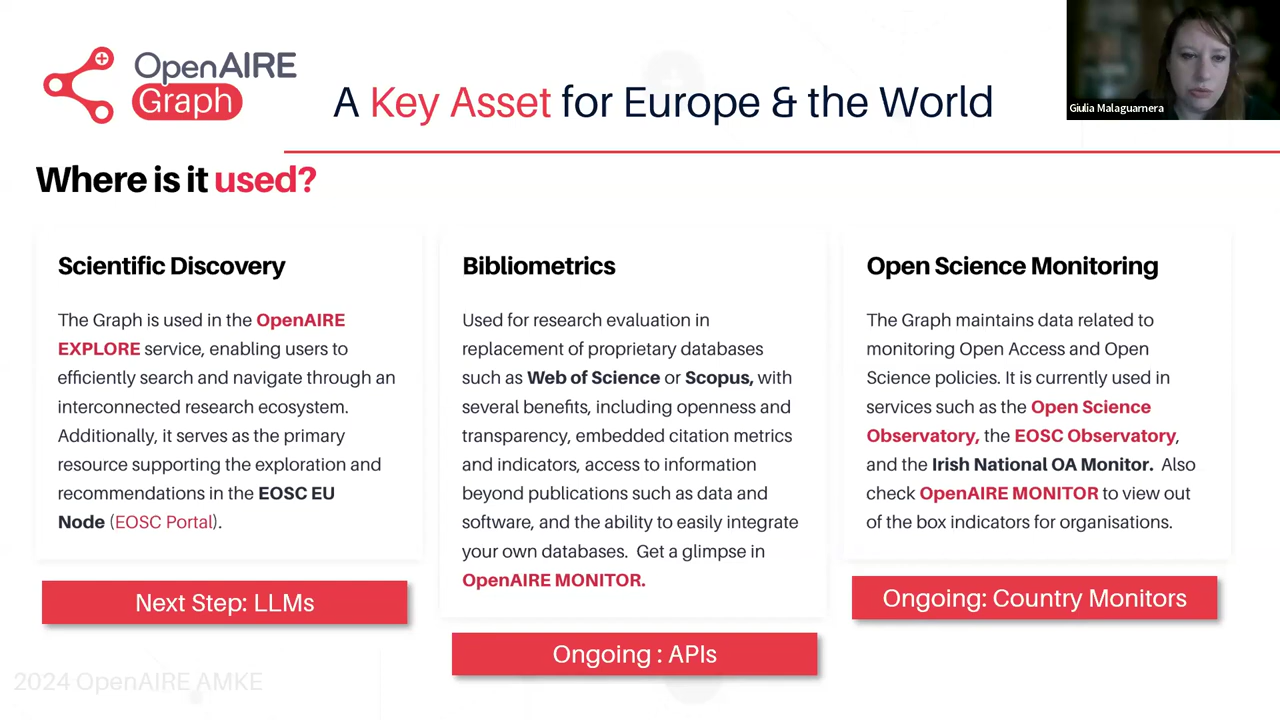 OpenAIRE
Graph
A Key Asset for Europe & the World
Giulia Malaguarnera
Where is it used?
Scientific Discovery
The Graph is used in the OpenAIRE
EXPLORE service, enabling users to
efficiently search and navigate through an
interconnected research ecosystem.
Additionally, it serves as the primary
resource supporting the exploration and
recommendations in the EOSC EU
Node (EOSC Portal).
Next Step: LLMs
Bibliometrics
Used for research evaluation in
replacement of proprietary databases
such as Web of Science or Scopus, with
several benefits, including openness and
transparency, embedded citation metrics
and indicators, access to information
beyond publications such as data and
software, and the ability to easily integrate
your own databases.  Get a glimpse in
OpenAIRE MONITOR.
Ongoing : APIs
Open Science Monitoring
The Graph maintains data related to
monitoring Open Access and Open
Science policies. It is currently used in
services such as the Open Science
Observatory, the EOSC Observatory,
and the Irish National OA Monitor.  Also
check OpenAIRE MONITOR to view out
of the box indicators for organisations.
Ongoing: Country Monitors
2024 OpenAIRE AMKE